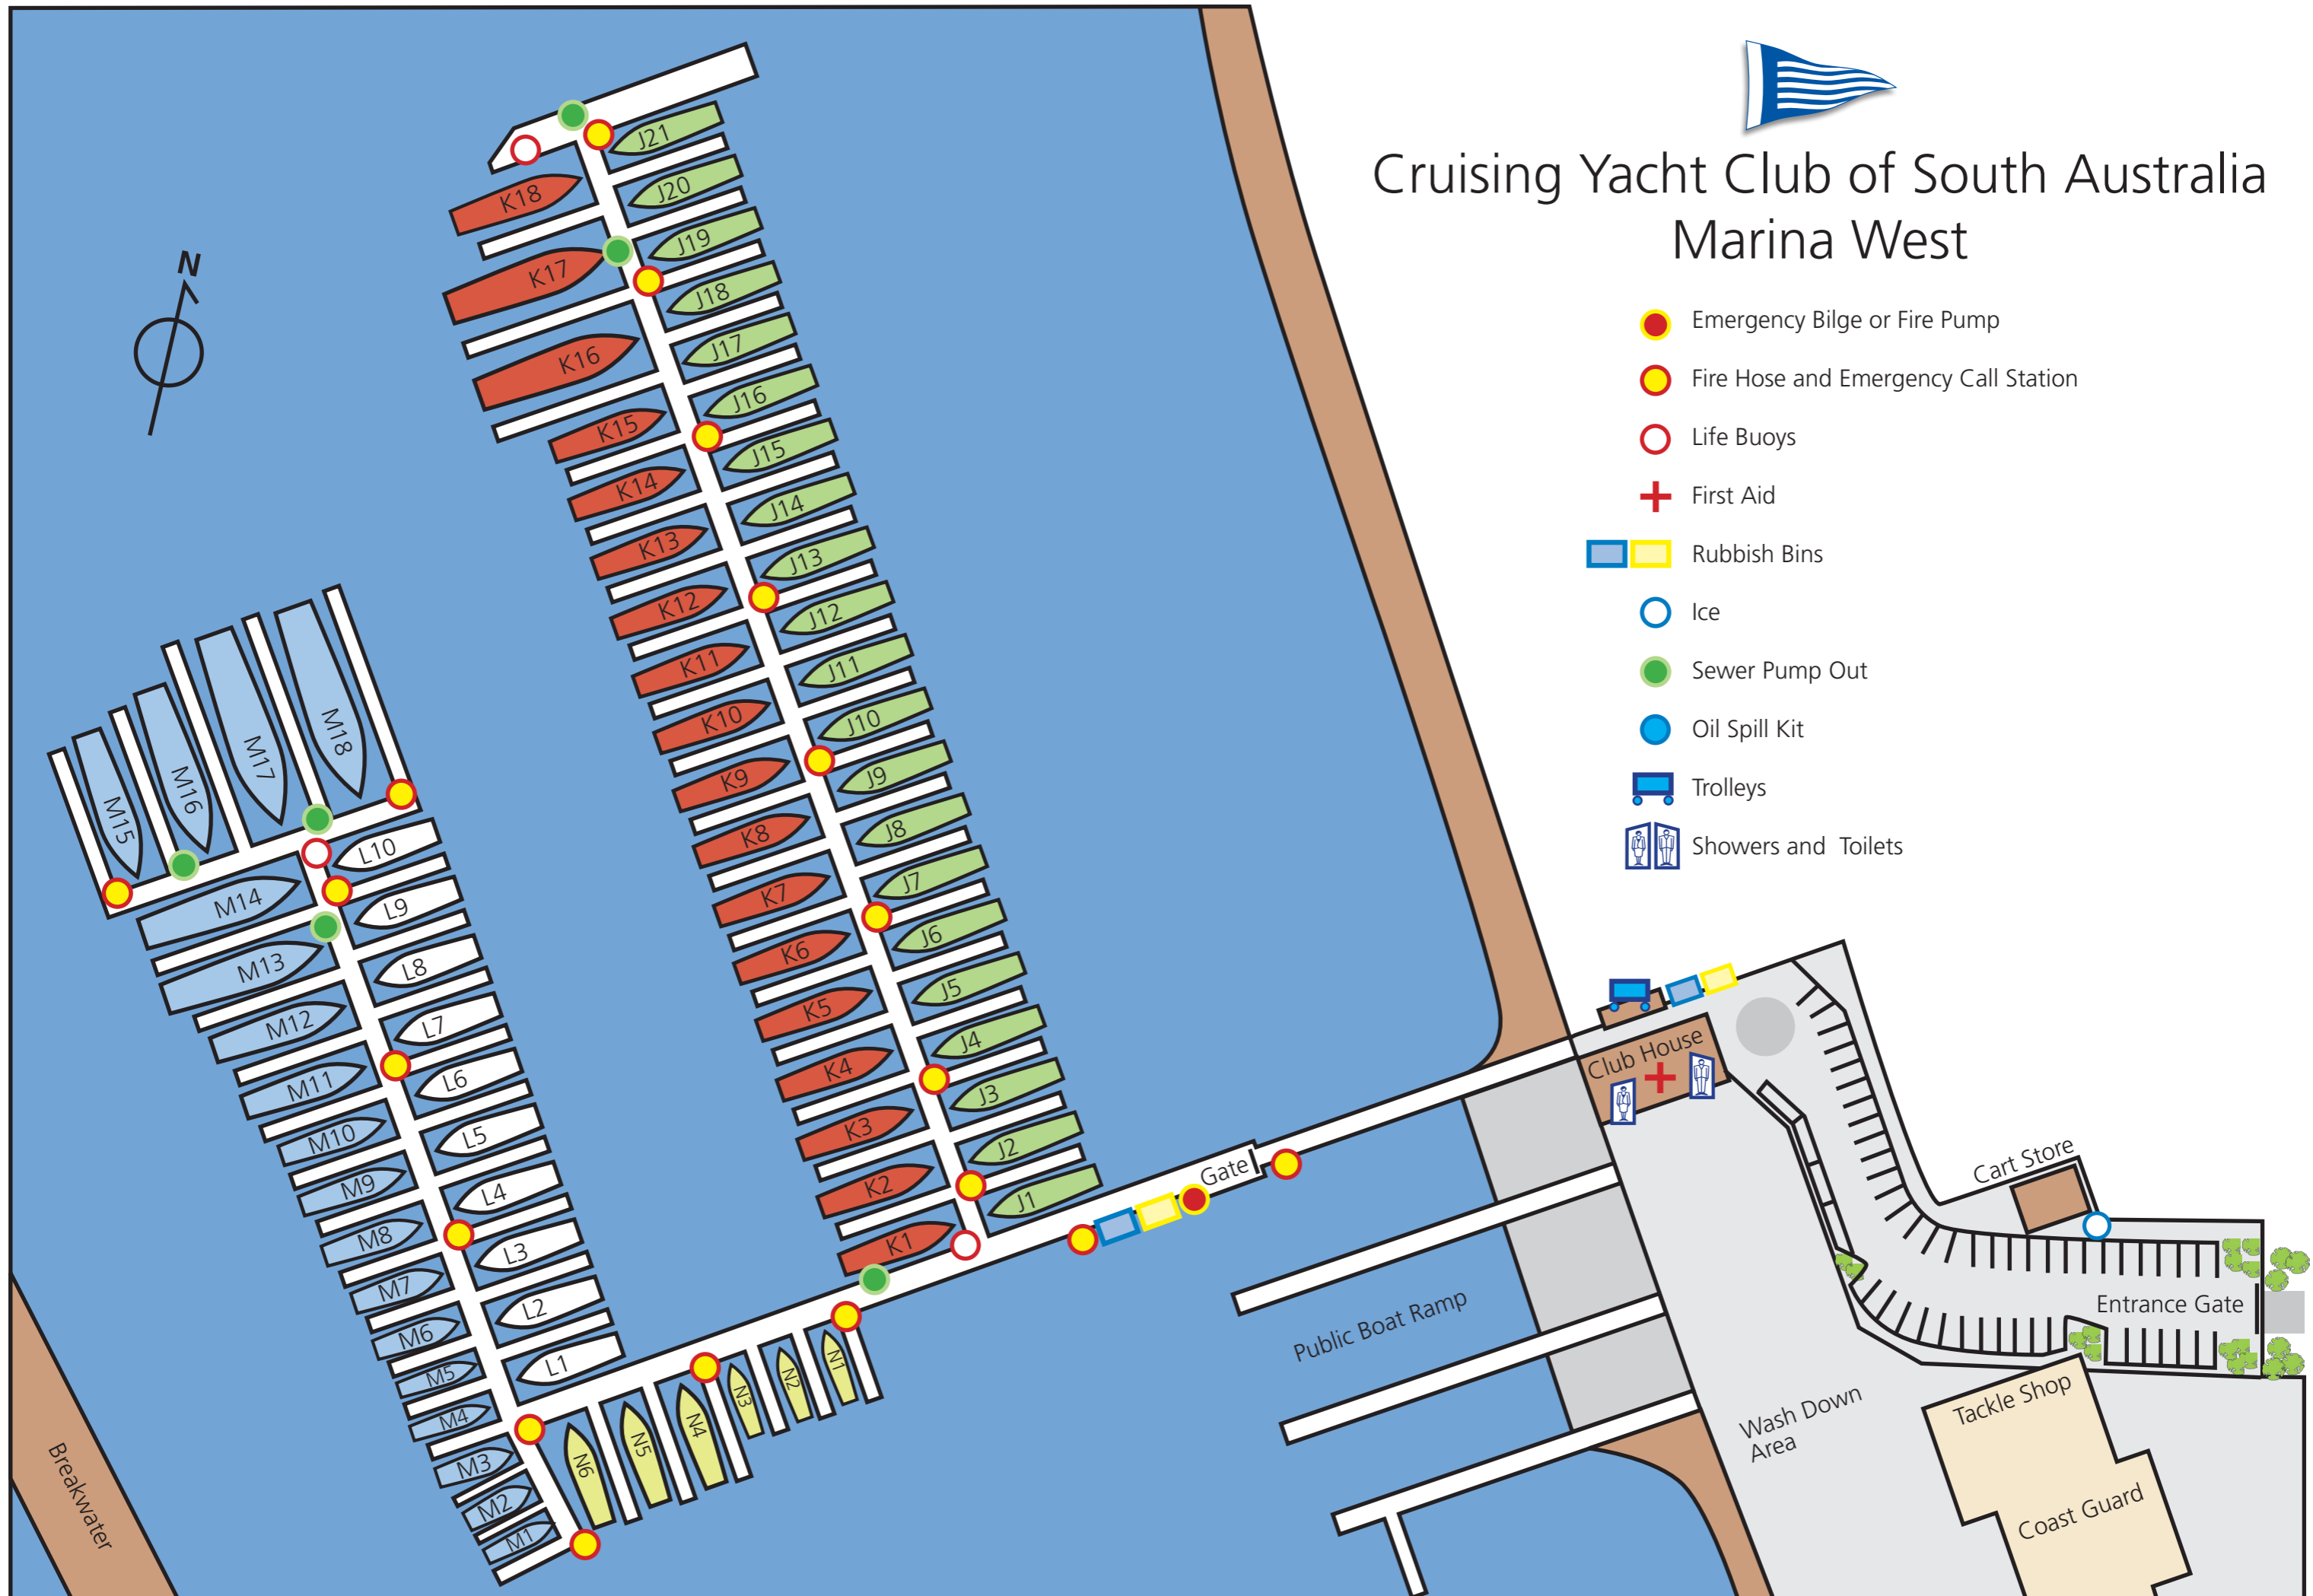 Cruising Yacht Club of South Australia
Marina West
Emergency Bilge or Fire Pump
Fire Hose and Emergency Call Station
Life Buoys
First Aid
Rubbish Bins
Ice
Sewer Pump Out
Oil Spill Kit
Trolleys
Showers and Toilets
N
J21
J20
J19
J18
J17
J16
J15
J14
J13
J12
J11
J10
J9
J8
J7
J6
J5
J4
J3
J2
J1
K18
K17
K16
K15
K14
K13
K12
K11
K10
K9
K8
K7
K6
K5
K4
K3
K2
K1
M18
M17
M16
M15
M14
M13
M12
M11
M10
M9
M8
M7
M6
M5
M4
M3
M2
M1
L10
L9
L8
L7
L6
L5
L4
L3
L2
L1
N6
N5
N4
N3
N2
N1
Gate
Club House
Cart Store
Entrance Gate
Public Boat Ramp
Wash Down
Area
Tackle Shop
Coast Guard
Breakwater